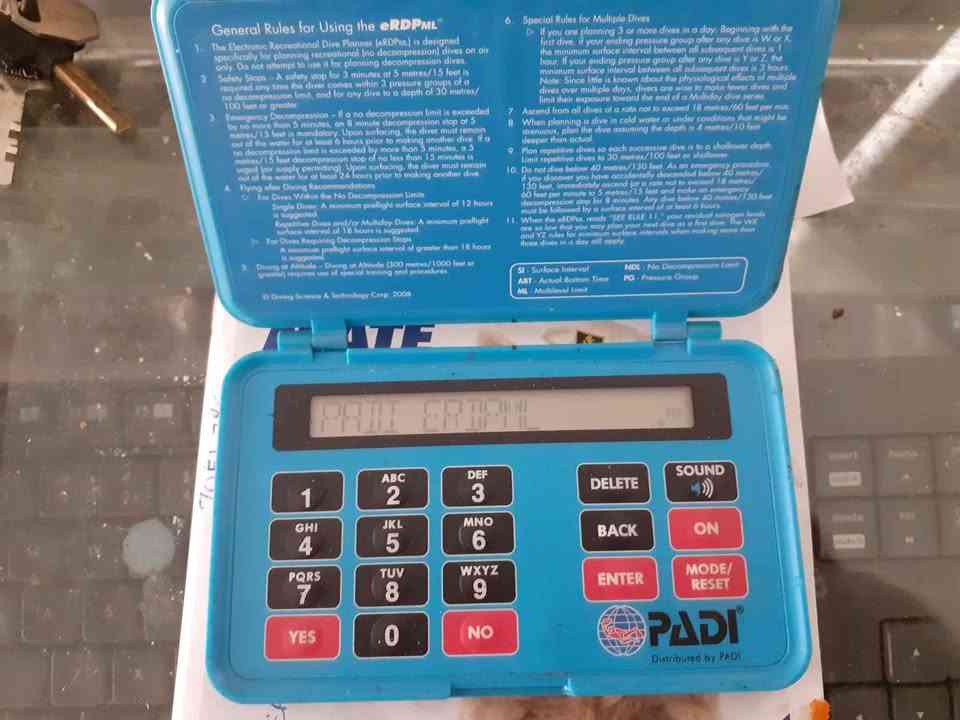 General Rules for Using the eRDPML
1. The Electronic Recreational Dive Planner (eRDPML) is designed
specifically for planning recreational (no decompression) dives on air
only. Do not attempt to use it for planning decompression dives.
2. Safety Stops – A safety stop for 3 minutes at 5 metres/15 feet is
required any time the diver comes within 3 pressure groups of a
no decompression limit, and for any dive to a depth of 30 metres/
100 feet or greater.
3. Emergency Decompression – If a no decompression limit is exceeded
by no more than 5 minutes, an 8 minute decompression stop at 5
metres/15 feet is mandatory. Upon surfacing, the diver must remain
out of the water for at least 6 hours prior to making another dive. If a
no decompression limit is exceeded by more than 5 minutes, a 5
metres/15 feet decompression stop of no less than 15 minutes is
urged (air supply permitting). Upon surfacing, the diver must remain
out of the water for at least 24 hours prior to making another dive.
4. Flying after Diving Recommendations
▷ For Dives Within the No Decompression Limits
Single Dives: A minimum preflight surface interval of 12 hours
is suggested.
Repetitive Dives and/or Multiday Dives: A minimum preflight
surface interval of 18 hours is suggested.
▷ For Dives Requiring Decompression Stops
A minimum preflight surface interval of greater than 18 hours
is suggested.
5. Diving at Altitude – Diving at Altitude (300 metres/1000 feet or
greater) requires use of special training and procedures.
© Diving Science & Technology Corp. 2008
6. Special Rules for Multiple Dives
▷ If you are planning 3 or more dives in a day: Beginning with the
first dive, if your ending pressure group after any dive is W or X,
the minimum surface interval between all subsequent dives is 1
hour. If your ending pressure group after any dive is Y or Z, the
minimum surface interval between all subsequent dives is 3 hours.
Note: Since little is known about the physiological effects of multiple
dives over multiple days, divers are wise to make fewer dives and
limit their exposure toward the end of a multiday dive series.
7. Ascend from all dives at a rate not to exceed 18 metres/60 feet per min.
8. When planning a dive in cold water or under conditions that might be
strenuous, plan the dive assuming the depth is 4 metres/10 feet
deeper than actual.
9. Plan repetitive dives so each successive dive is to a shallower depth.
Limit repetitive dives to 30 metres/100 feet or shallower.
10. Do not dive below 40 metres/130 feet. As an emergency procedure,
if you discover you have accidentally descended below 40 metres/
130 feet, immediately ascend (at a rate not to exceed 18 metres/
60 feet per minute) to 5 metres/15 feet and make an emergency
decompression stop for 8 minutes. Any dive below 40 metres/130 feet
must be followed by a surface interval of at least 6 hours.
11. When the eRDPML reads "SEE RULE 11," your residual nitrogen levels
are so low that you may plan your next dive as a first dive. The WX
and YZ rules for minimum surface intervals when making more than
three dives in a day still apply.
SI - Surface Interval
ABT - Actual Bottom Time
ML - Multilevel Limit
NDL - No Decompression Limit
PG - Pressure Group
PADI ERDPML
1
ABC
2
DEF
3
GHI
4
JKL
5
MNO
6
PQRS
7
TUV
8
WXYZ
9
YES
0
NO
DELETE
SOUND
BACK
ON
ENTER
MODE/
RESET
PADI
Distributed by PADI